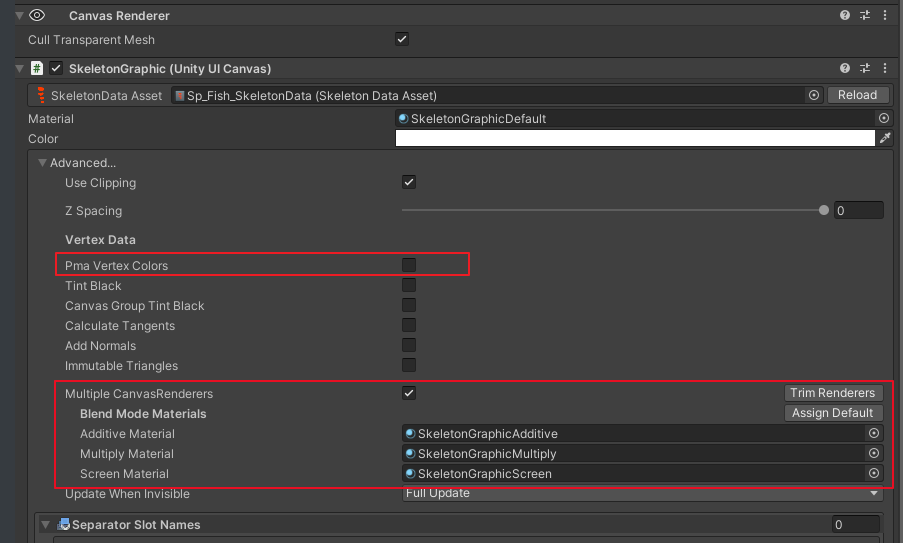 Canvas Renderer
Cull Transparent Mesh
# SkeletonGraphic (Unity UI Canvas)
SkeletonData Asset Sp_Fish_SkeletonData (Skeleton Data Asset) Reload
Material SkeletonGraphicDefault
Color
Advanced...
Use Clipping
Z Spacing 0
Vertex Data
Pma Vertex Colors
Tint Black
Canvas Group Tint Black
Calculate Tangents
Add Normals
Immutable Triangles
Multiple CanvasRenderers Trim Renderers
Blend Mode Materials Assign Default
Additive Material SkeletonGraphicAdditive
Multiply Material SkeletonGraphicMultiply
Screen Material SkeletonGraphicScreen
Update When Invisible Full Update
Separator Slot Names 0